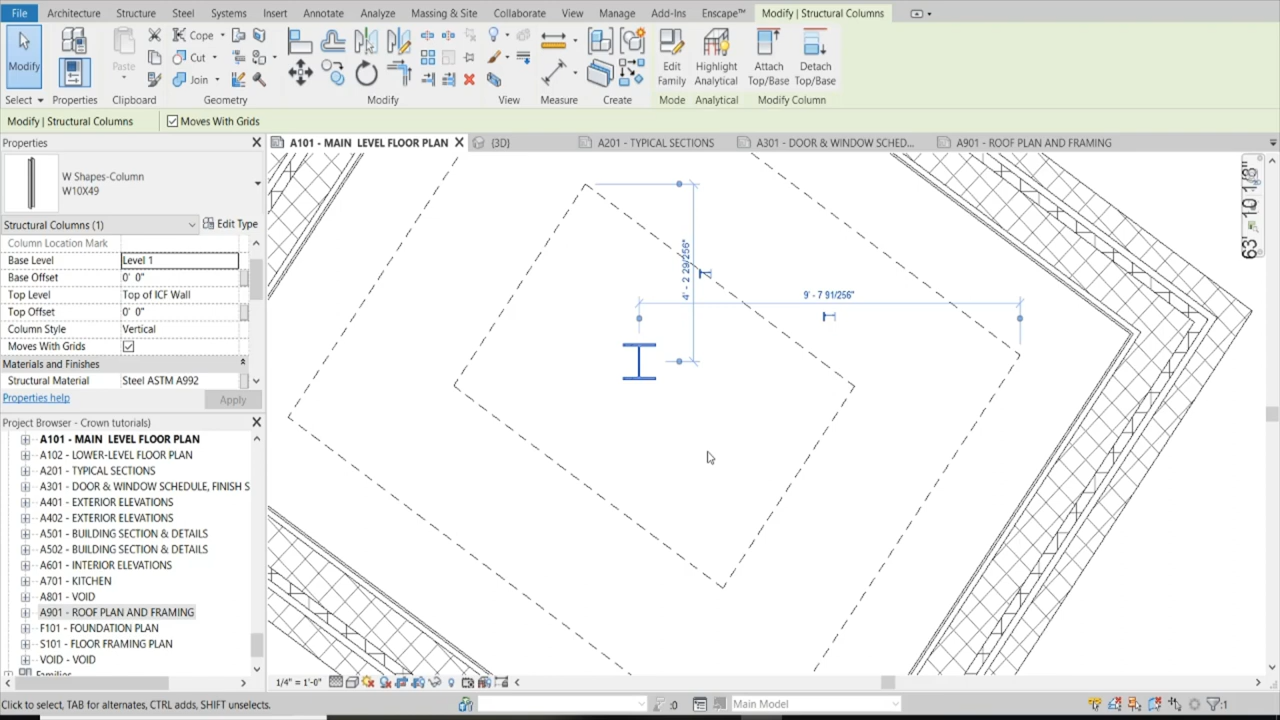 File Architecture Structure Steel Systems Insert Annotate Analyze Massing & Site Collaborate View Manage Add-Ins Enscape™ Modify | Structural Columns
Cope
Cut
Join
Modify
Paste
Edit Family
Highlight Analytical
Attach Top/Base
Detach Top/Base
Select Properties Clipboard Geometry Modify View Measure Create Mode Analytical Modify Column
Modify | Structural Columns Moves With Grids
Properties
A101 - MAIN LEVEL FLOOR PLAN
(3D)
A201 - TYPICAL SECTIONS
A301 - DOOR & WINDOW SCHED...
A901 - ROOF PLAN AND FRAMING
W Shapes-Column
W10X49
Structural Columns (1) Edit Type
Column Location Mark
Base Level Level 1
Base Offset 0' 0"
Top Level Top of ICF Wall
Top Offset 0' 0"
Column Style Vertical
Moves With Grids
Materials and Finishes
Structural Material Steel ASTM A992
Properties help Apply
4' - 2 29/256"
9' - 7 91/256"
63' - 10 1/8"
Project Browser - Crown tutorials)
A101 - MAIN LEVEL FLOOR PLAN
A102 - LOWER-LEVEL FLOOR PLAN
A201 - TYPICAL SECTIONS
A301 - DOOR & WINDOW SCHEDULE, FINISH S
A401 - EXTERIOR ELEVATIONS
A402 - EXTERIOR ELEVATIONS
A501 - BUILDING SECTION & DETAILS
A502 - BUILDING SECTION & DETAILS
A601 - INTERIOR ELEVATIONS
A701 - KITCHEN
A801 - VOID
A901 - ROOF PLAN AND FRAMING
F101 - FOUNDATION PLAN
S101 - FLOOR FRAMING PLAN
VOID - VOID
Families
1/4" = 1'-0"
Click to select, TAB for alternates, CTRL adds, SHIFT unselects. :0 Main Model :1